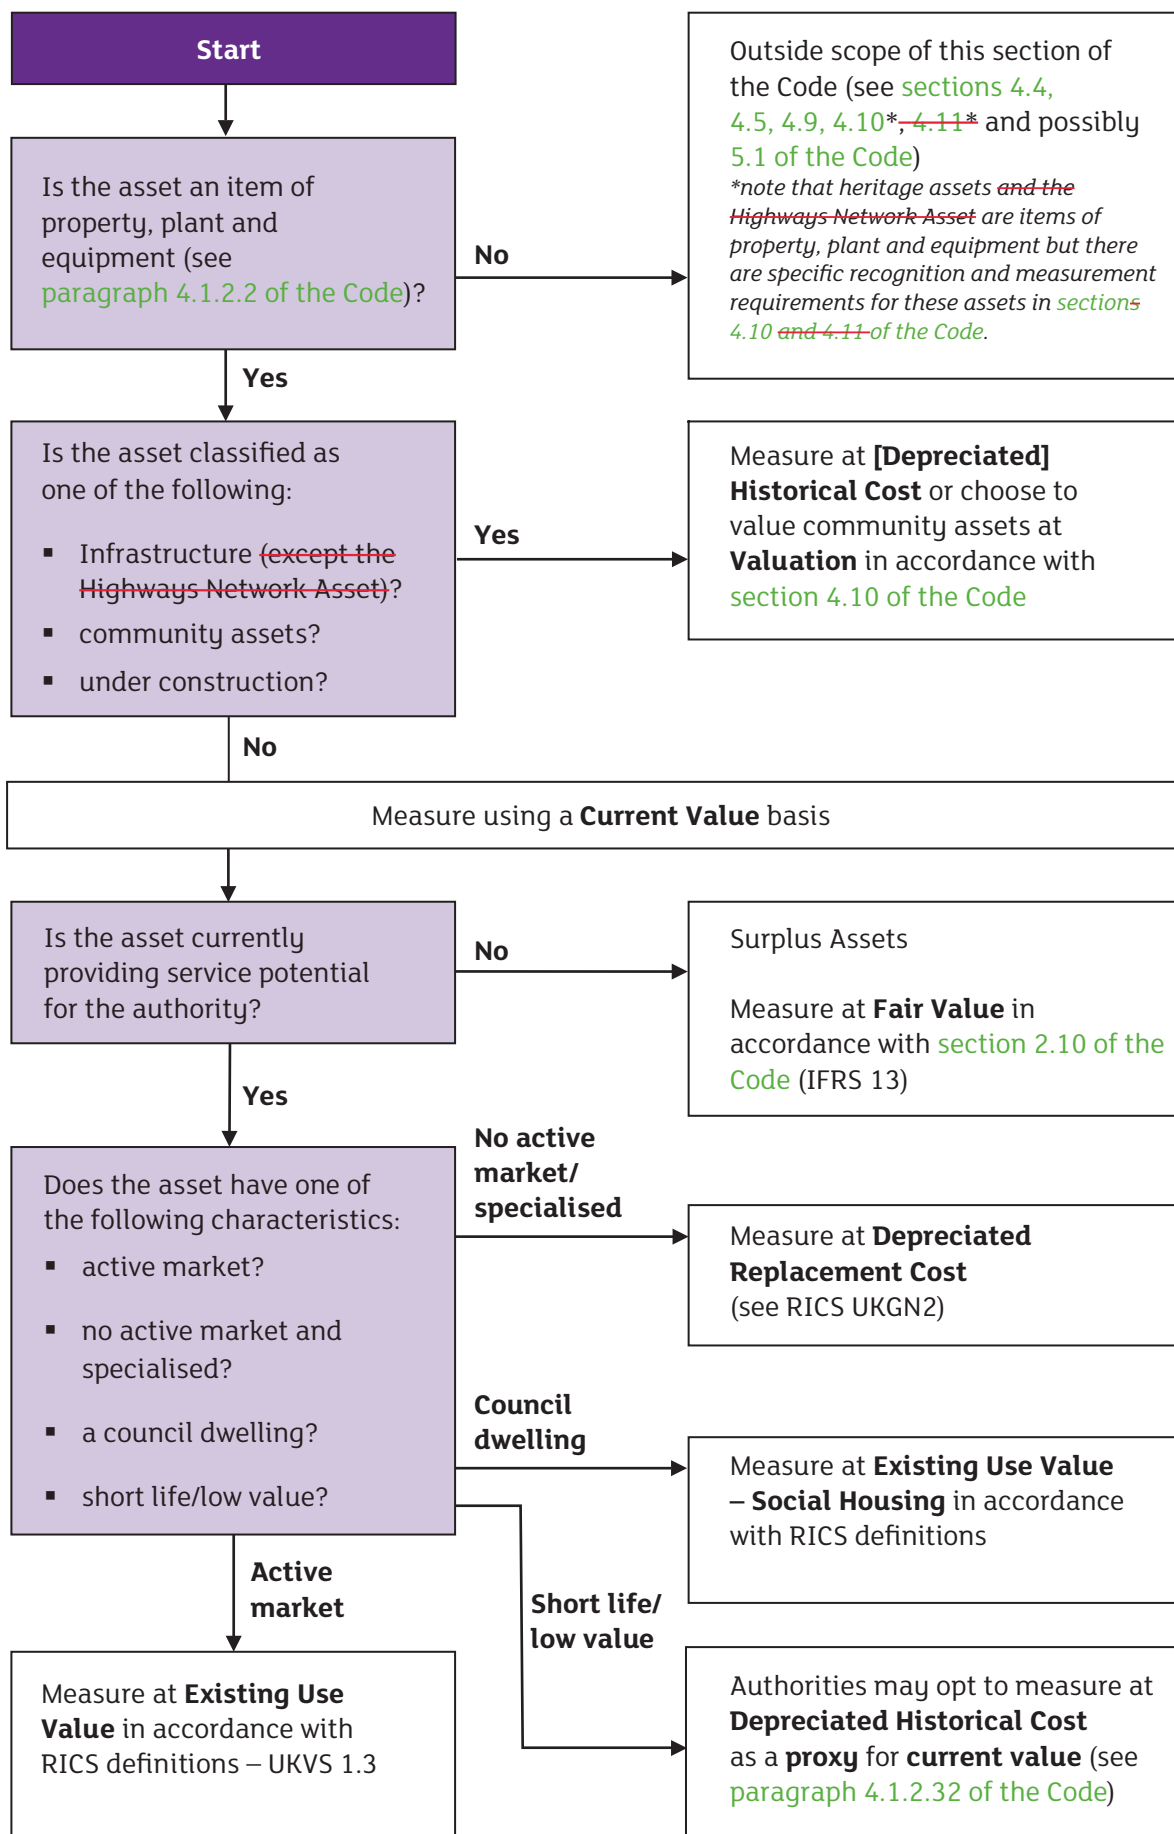 Start
Outside scope of this section of
the Code (see sections 4.4,
4.5, 4.9, 4.10*, 4.11* and possibly
5.1 of the Code)
*note that heritage assets and the
Highways Network Asset are items of
property, plant and equipment but there
are specific recognition and measurement
requirements for these assets in sections
4.10 and 4.11 of the Code.
Is the asset an item of
property, plant and
equipment (see
paragraph 4.1.2.2 of the Code)?
No
Yes
Is the asset classified as
one of the following:
▪ Infrastructure (except the
Highways Network Asset)?
▪ community assets?
▪ under construction?
Yes
Measure at [Depreciated]
Historical Cost or choose to
value community assets at
Valuation in accordance with
section 4.10 of the Code
No
Measure using a Current Value basis
Is the asset currently
providing service potential
for the authority?
No
Surplus Assets
Measure at Fair Value in
accordance with section 2.10 of the
Code (IFRS 13)
Yes
Does the asset have one of
the following characteristics:
▪ active market?
▪ no active market and
specialised?
▪ a council dwelling?
▪ short life/low value?
No active
market/
specialised
Measure at Depreciated
Replacement Cost
(see RICS UKGN2)
Council
dwelling
Measure at Existing Use Value
– Social Housing in accordance
with RICS definitions
Active
market
Short life/
low value
Measure at Existing Use
Value in accordance with
RICS definitions – UKVS 1.3
Authorities may opt to measure at
Depreciated Historical Cost
as a proxy for current value (see
paragraph 4.1.2.32 of the Code)